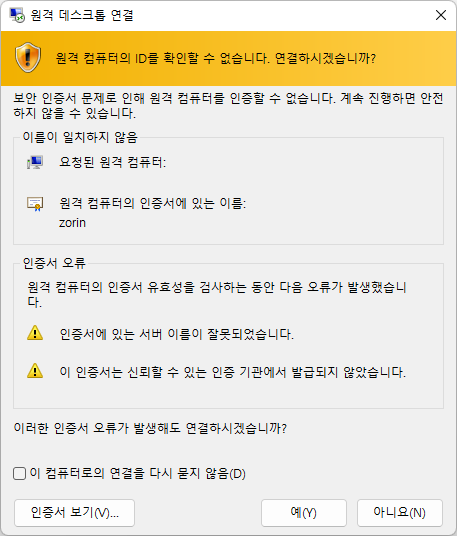 원격 데스크톱 연결
원격 컴퓨터의 ID를 확인할 수 없습니다. 연결하시겠습니까?
보안 인증서 문제로 인해 원격 컴퓨터를 인증할 수 없습니다. 계속 진행하면 안전
하지 않을 수 있습니다.
이름이 일치하지 않음
요청된 원격 컴퓨터:
원격 컴퓨터의 인증서에 있는 이름:
zorin
인증서 오류
원격 컴퓨터의 인증서 유효성을 검사하는 동안 다음 오류가 발생했습니
다.
인증서에 있는 서버 이름이 잘못되었습니다.
이 인증서는 신뢰할 수 있는 인증 기관에서 발급되지 않았습니다.
이러한 인증서 오류가 발생해도 연결하시겠습니까?
이 컴퓨터로의 연결을 다시 묻지 않음(D)
인증서 보기(V)...
예(Y)
아니요(N)